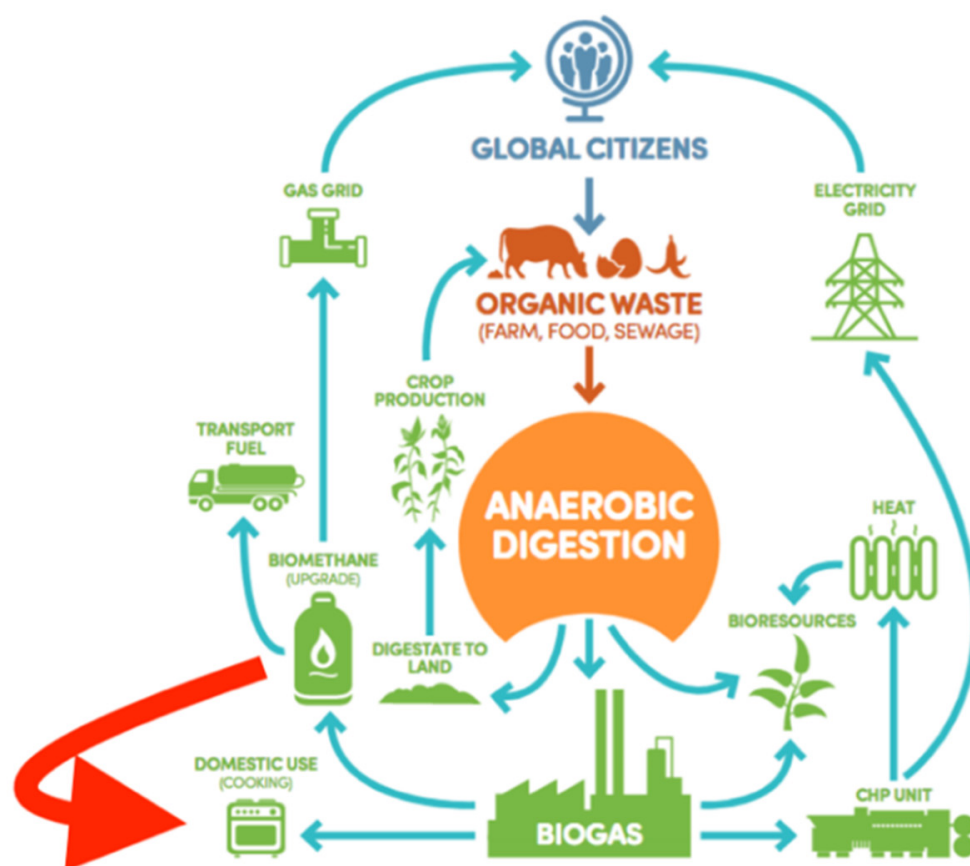 GLOBAL CITIZENS
GAS GRID
ELECTRICITY
GRID
ORGANIC WASTE
(FARM, FOOD, SEWAGE)
CROP
PRODUCTION
TRANSPORT
FUEL
ANAEROBIC
DIGESTION
HEAT
BIOMETHANE
(UPGRADE)
BIORESOURCES
DIGESTATE TO
LAND
DOMESTIC USE
(COOKING)
CHP UNIT
BIOGAS